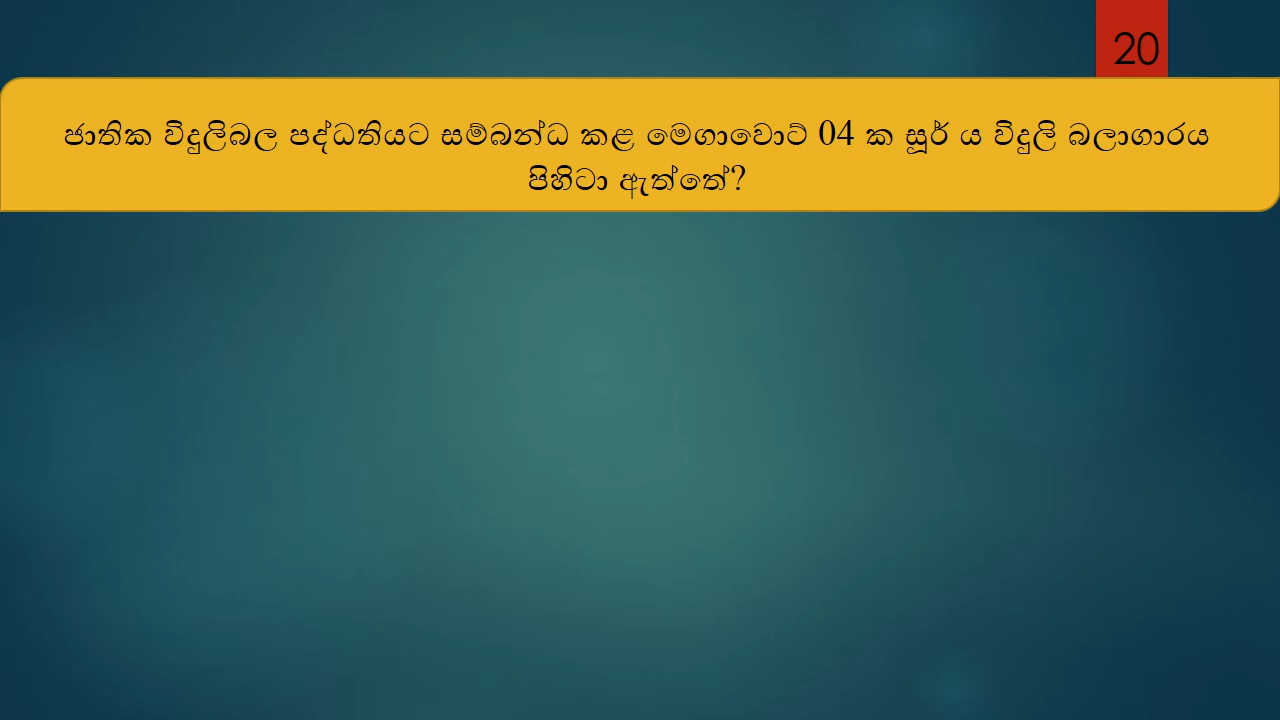 20
ජාතික විදුලිබල පද්ධතියට සම්බන්ධ කළ මෙගාවොට් 04 ක සූර් ය විදුලි බලාගාරය
පිහිටා ඇත්තේ?